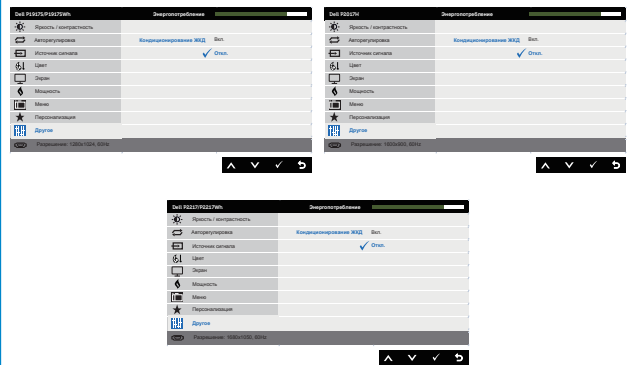 Dell P1917S/P1917SWh Энергопотребление
Яркость / контрастность
Авторегулировка Кондиционирование ЖКД Вкл.
Источник сигнала Откл.
Цвет
Экран
Мощность
Меню
Персонализация
Другое
Разрешение: 1280x1024, 60Hz
Dell P2017H Энергопотребление
Яркость / контрастность
Авторегулировка Кондиционирование ЖКД Вкл.
Источник сигнала Откл.
Цвет
Экран
Мощность
Меню
Персонализация
Другое
Разрешение: 1600x900, 60Hz
Dell P2217/P2217Wh Энергопотребление
Яркость / контрастность
Авторегулировка Кондиционирование ЖКД Вкл.
Источник сигнала Откл.
Цвет
Экран
Мощность
Меню
Персонализация
Другое
Разрешение: 1680x1050, 60Hz